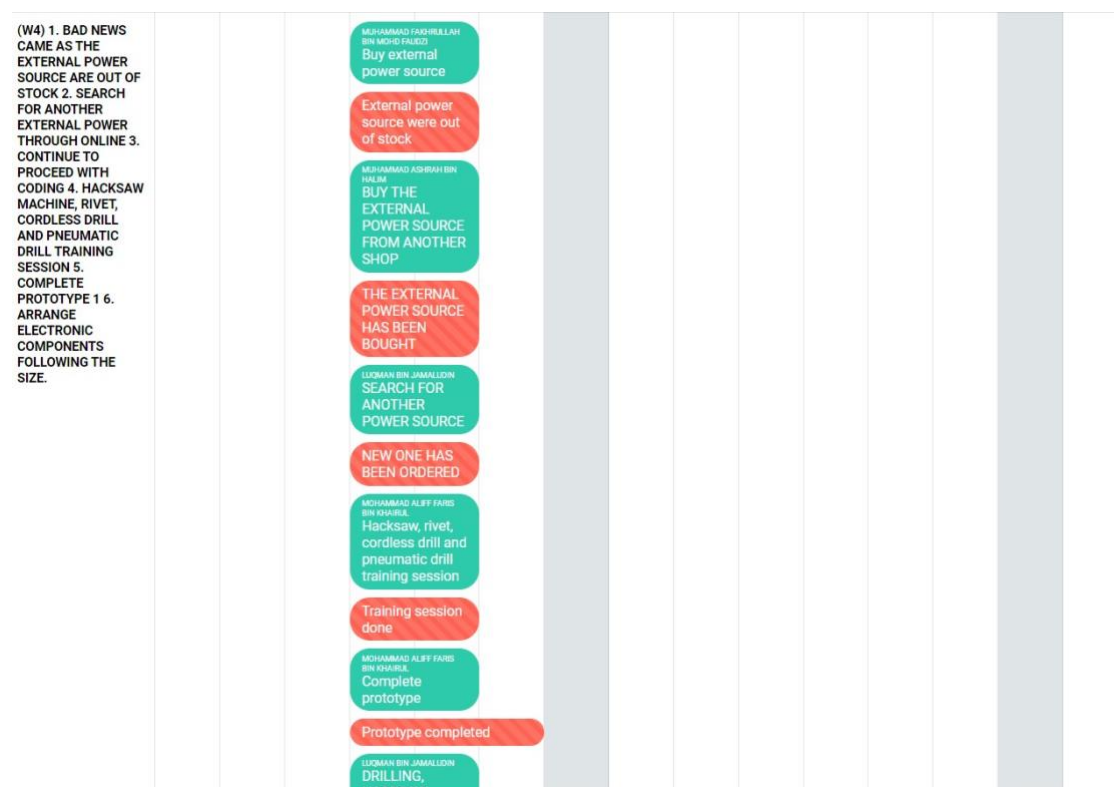 (W4) 1. BAD NEWS
CAME AS THE
EXTERNAL POWER
SOURCE ARE OUT OF
STOCK 2. SEARCH
FOR ANOTHER
EXTERNAL POWER
THROUGH ONLINE 3.
CONTINUE TO
PROCEED WITH
CODING 4. HACKSAW
MACHINE, RIVET,
CORDLESS DRILL
AND PNEUMATIC
DRILL TRAINING
SESSION 5.
COMPLETE
PROTOTYPE 1 6.
ARRANGE
ELECTRONIC
COMPONENTS
FOLLOWING THE
SIZE.
MUHAMMAD FAKHRULLAH
BIN MOHD FAUDZI
Buy external
power source
External power
source were out
of stock
MUHAMMAD ASHRAH BIN
HALIM
BUY THE
EXTERNAL
POWER SOURCE
FROM ANOTHER
SHOP
THE EXTERNAL
POWER SOURCE
HAS BEEN
BOUGHT
LUQMAN BIN JAMALUDIN
SEARCH FOR
ANOTHER
POWER SOURCE
NEW ONE HAS
BEEN ORDERED
MOHAMMAD ALIFF FARIS
BIN KHAIRUL
Hacksaw, rivet,
cordless drill and
pneumatic drill
training session
Training session
done
MOHAMMAD ALIFF FARIS
BIN KHAIRUL
Complete
prototype
Prototype completed
LUQMAN BIN JAMALUDIN
DRILLING,